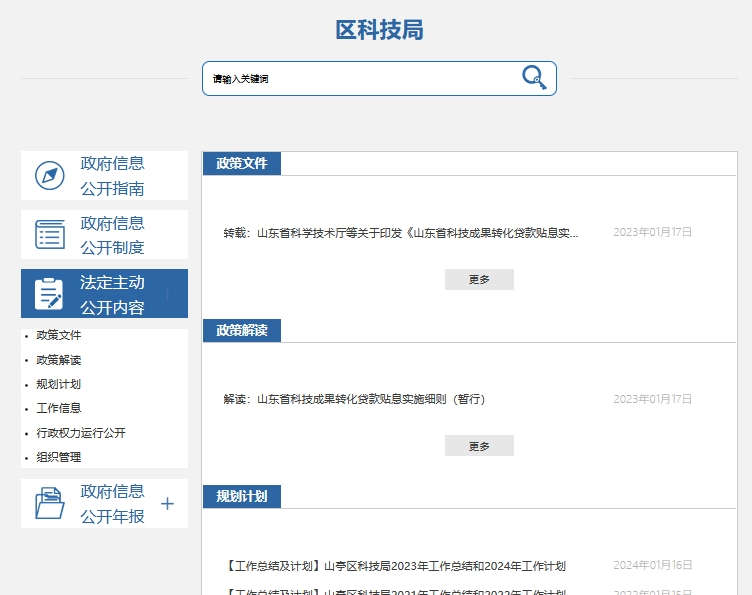 区科技局
请输入关键词
政府信息
公开指南
政府信息
公开制度
法定主动
公开内容
政策文件
政策解读
规划计划
工作信息
行政权力运行公开
组织管理
政府信息
公开年报
政策文件
转载：山东省科学技术厅等关于印发《山东省科技成果转化贷款贴息实... 2023年01月17日
更多
政策解读
解读：山东省科技成果转化贷款贴息实施细则（暂行） 2023年01月17日
更多
规划计划
【工作总结及计划】山亭区科技局2023年工作总结和2024年工作计划 2024年01月16日
【工作总结及计划】山亭区科技局2021年工作总结和2022年工作计划